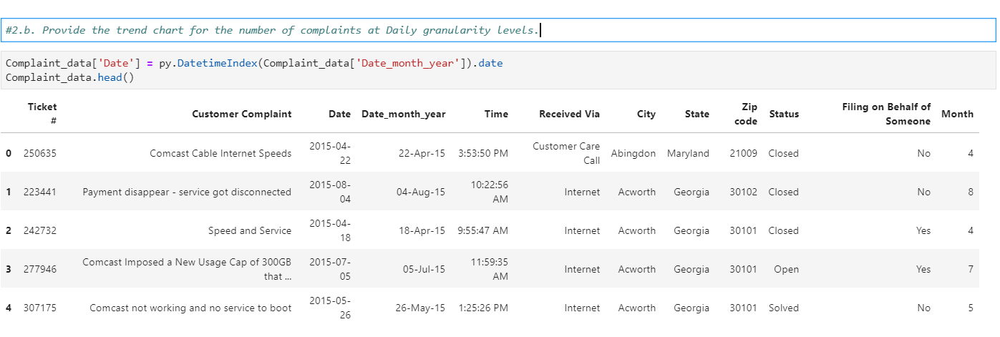 #2.b. Provide the trend chart for the number of complaints at Daily granularity levels.
Complaint_data['Date'] = py.DatetimeIndex(Complaint_data['Date_month_year']).date
Complaint_data.head()
Ticket # Customer Complaint Date Date_month_year Time Received Via City State Zip code Status Filing on Behalf of Someone Month
0 250635 Comcast Cable Internet Speeds 2015-04-22 22-Apr-15 3:53:50 PM Customer Care Call Abingdon Maryland 21009 Closed No 4
1 223441 Payment disappear - service got disconnected 2015-08-04 04-Aug-15 10:22:56 AM Internet Acworth Georgia 30102 Closed No 8
2 242732 Speed and Service 2015-04-18 18-Apr-15 9:55:47 AM Internet Acworth Georgia 30101 Closed Yes 4
3 277946 Comcast Imposed a New Usage Cap of 300GB that ... 2015-07-05 05-Jul-15 11:59:35 AM Internet Acworth Georgia 30101 Open Yes 7
4 307175 Comcast not working and no service to boot 2015-05-26 26-May-15 1:25:26 PM Internet Acworth Georgia 30101 Solved No 5